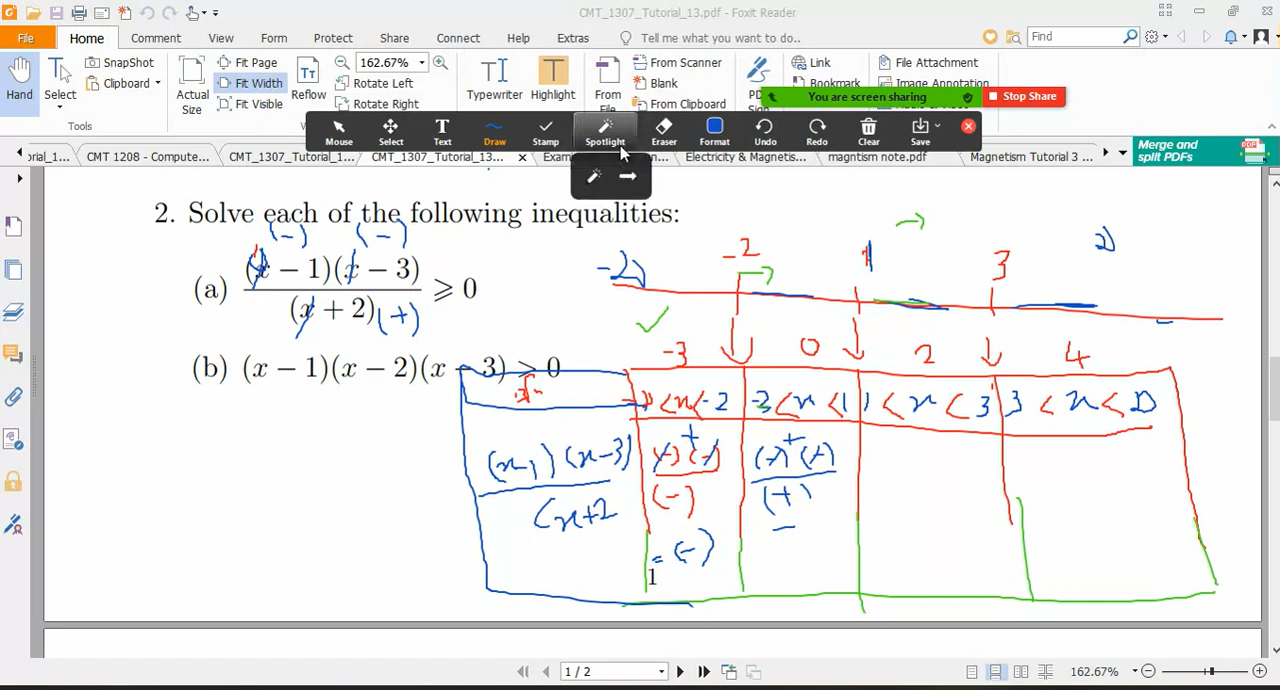 CMT_1307_Tutorial_13.pdf - Foxit Reader
File Home Comment View Form Protect Share Connect Help Extras Tell me what you want to do.. Find
Hand
Select
SnapShot
Clipboard
Actual Size
Fit Page
Fit Width
Fit Visible
Reflow
162.67%
Rotate Left
Rotate Right
Typewriter
Highlight
From File
From Scanner
Blank
From Clipboard
Link
Bookmark
File Attachment
Image Annotation
Tools
You are screen sharing Stop Share
Mouse Select Text Draw Stamp Spotlight Eraser Format Undo Redo Clear Save
orial_1... CMT 1208 - Compute... CMT_1307_Tutorial_1... CMT_1307_Tutorial_13... Exam Electricity & Magnetis... magntism note.pdf Magnetism Tutorial 3 ...
Merge and split PDFs
2. Solve each of the following inequalities:
(-) (-)
(a) (x − 1)(x − 3) / (x + 2) ⩾ 0
(+)
(b) (x − 1)(x − 2)(x − 3) > 0
-2 1 3
-3 0 2 4
< x < -2 -2 < x < 1 1 < x < 3 3 < x <
(x-1)(x-3) / (x+2
(-)(-) / (-)
= (-)
(-)(-) / (+)
1 / 2
162.67%